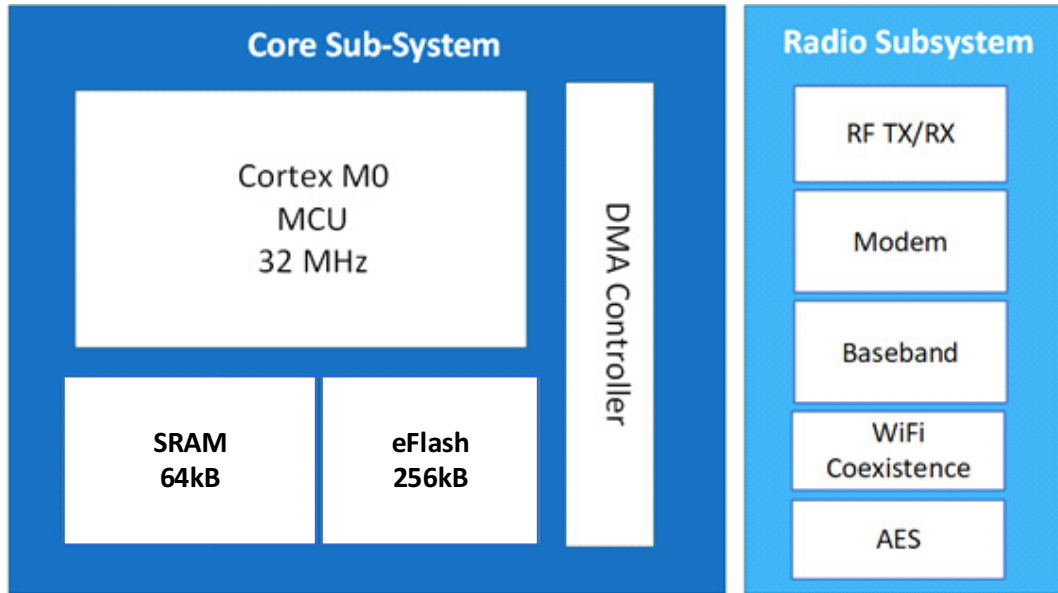 Core Sub-System
Cortex M0
MCU
32 MHz
SRAM
64kB
eFlash
256kB
DMA Controller
Radio Subsystem
RF TX/RX
Modem
Baseband
WiFi
Coexistence
AES